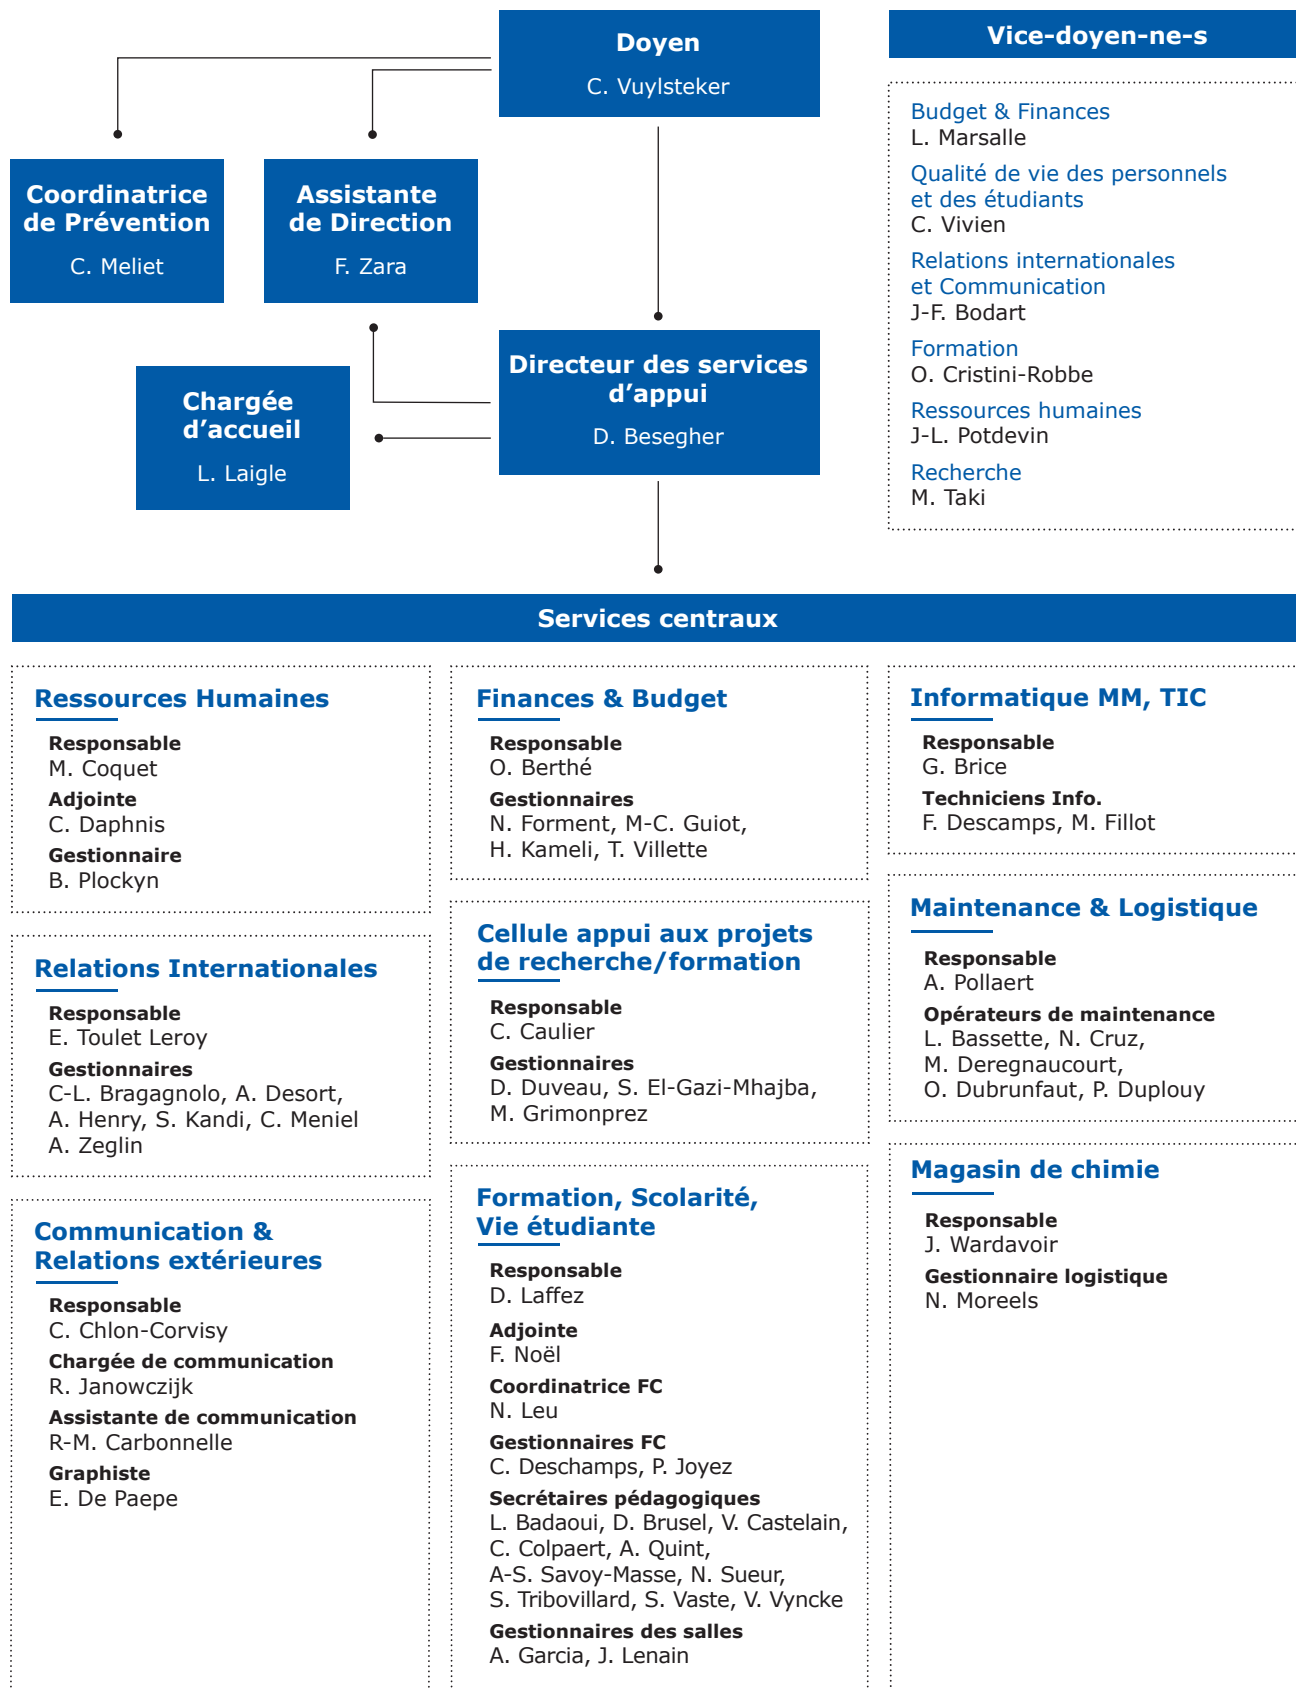 Doyen
C. Vuylsteker
Vice-doyen-ne-s
Budget & Finances
L. Marsalle
Qualité de vie des personnels
et des étudiants
C. Vivien
Relations internationales
et Communication
J-F. Bodart
Formation
O. Cristini-Robbe
Ressources humaines
J-L. Potdevin
Recherche
M. Taki
Coordinatrice
de Prévention
C. Meliet
Assistante
de Direction
F. Zara
Directeur des services
d’appui
D. Besegher
Chargée
d’accueil
L. Laigle
Services centraux
Ressources Humaines
Responsable
M. Coquet
Adjointe
C. Daphnis
Gestionnaire
B. Plockyn
Relations Internationales
Responsable
E. Toulet Leroy
Gestionnaires
C-L. Bragagnolo, A. Desort,
A. Henry, S. Kandi, C. Meniel
A. Zeglin
Communication &
Relations extérieures
Responsable
C. Chlon-Corvisy
Chargée de communication
R. Janowczijk
Assistante de communication
R-M. Carbonnelle
Graphiste
E. De Paepe
Finances & Budget
Responsable
O. Berthé
Gestionnaires
N. Forment, M-C. Guiot,
H. Kameli, T. Villette
Cellule appui aux projets
de recherche/formation
Responsable
C. Caulier
Gestionnaires
D. Duveau, S. El-Gazi-Mhajba,
M. Grimonprez
Formation, Scolarité,
Vie étudiante
Responsable
D. Laffez
Adjointe
F. Noël
Coordinatrice FC
N. Leu
Gestionnaires FC
C. Deschamps, P. Joyez
Secrétaires pédagogiques
L. Badaoui, D. Brusel, V. Castelain,
C. Colpaert, A. Quint,
A-S. Savoy-Masse, N. Sueur,
S. Tribovillard, S. Vaste, V. Vyncke
Gestionnaires des salles
A. Garcia, J. Lenain
Informatique MM, TIC
Responsable
G. Brice
Techniciens Info.
F. Descamps, M. Fillot
Maintenance & Logistique
Responsable
A. Pollaert
Opérateurs de maintenance
L. Bassette, N. Cruz,
M. Deregnaucourt,
O. Dubrunfaut, P. Duplouy
Magasin de chimie
Responsable
J. Wardavoir
Gestionnaire logistique
N. Moreels